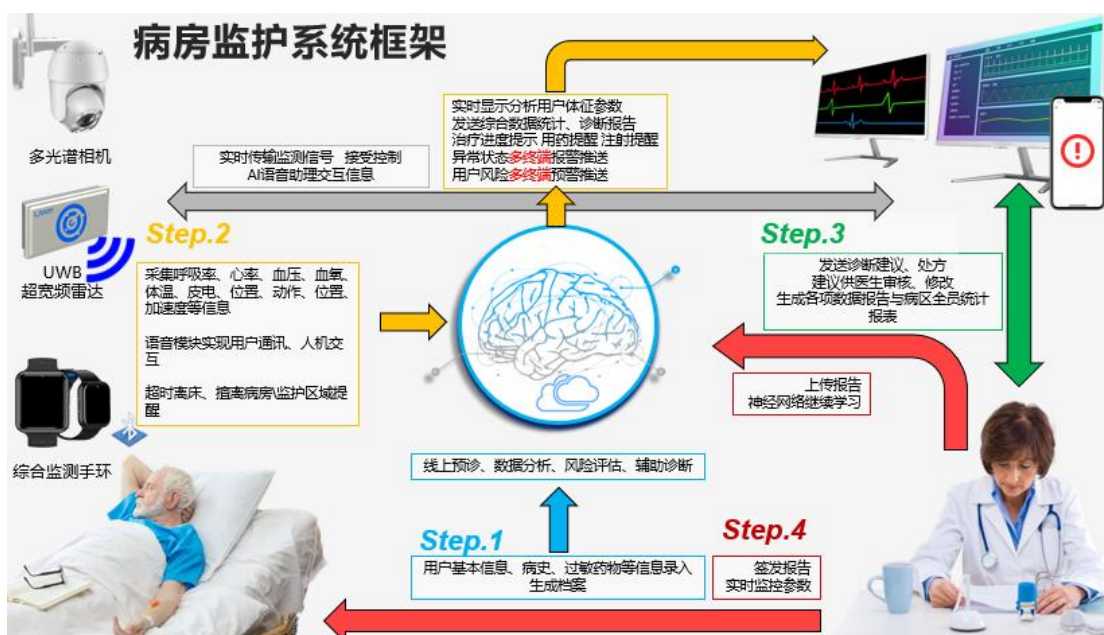 病房监护系统框架
多光谱相机
实时传输监测信号 接受控制
AI语音助理交互信息
实时显示分析用户体征参数
发送综合数据统计、诊断报告
治疗进度提示 用药提醒 注射提醒
异常状态多终端报警推送
用户风险多终端预警推送
UWB
超宽频雷达
Step.2
采集呼吸率、心率、血压、血氧、
体温、皮电、位置、动作、位置、
加速度等信息
语音模块实现用户通讯、人机交
互
超时离床、擅离病房\监护区域提
醒
综合监测手环
Step.3
发送诊断建议、处方
建议供医生审核、修改
生成各项数据报告与病区全员统计
报表
上传报告
神经网络继续学习
线上预诊、数据分析、风险评估、辅助诊断
Step.1
用户基本信息、病史、过敏药物等信息录入
生成档案
Step.4
签发报告
实时监控参数